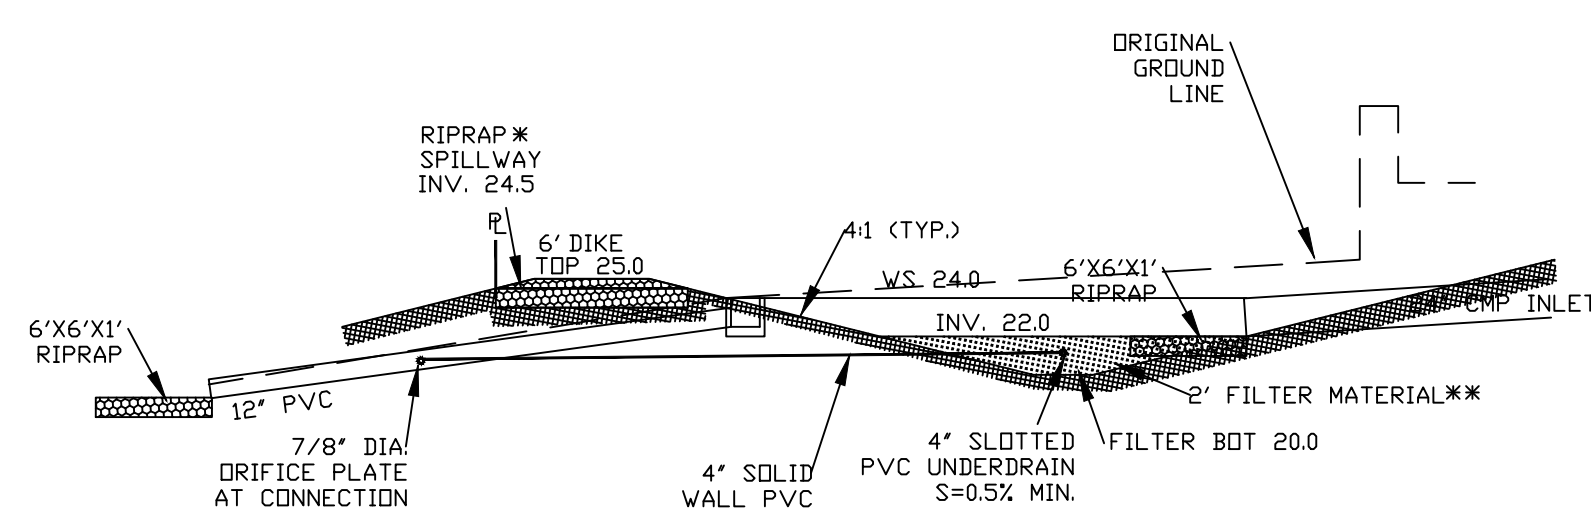 ORIGINAL
GROUND
LINE
RIPRAP*
SPILLWAY
INV. 24.5
PL
6' DIKE
TOP 25.0
4:1 (TYP.)
WS 24.0
6'X6'X1'
RIPRAP
INV. 22.0
CMP INLET
6'X6'X1'
RIPRAP
12" PVC
2' FILTER MATERIAL**
7/8" DIA.
ORIFICE PLATE
AT CONNECTION
4" SOLID
WALL PVC
4" SLOTTED
PVC UNDERDRAIN
S=0.5% MIN.
FILTER BOT 20.0